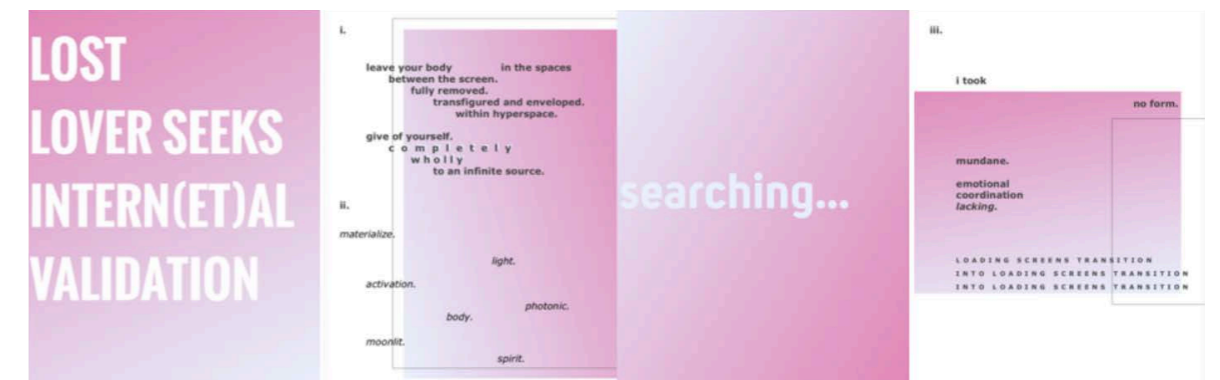 LOST
LOVER SEEKS
INTERN(ET)AL
VALIDATION
i.
leave your body in the spaces
between the screen.
fully removed.
transfigured and enveloped.
within hyperspace.
give of yourself.
c o m p l e t e l y
w h o l l y
to an infinite source.
ii.
materialize.
light.
activation.
photonic.
body.
moonlit.
spirit.
searching...
iii.
i took
no form.
mundane.
emotional
coordination
lacking.
LOADING SCREENS TRANSITION
INTO LOADING SCREENS TRANSITION
INTO LOADING SCREENS TRANSITION